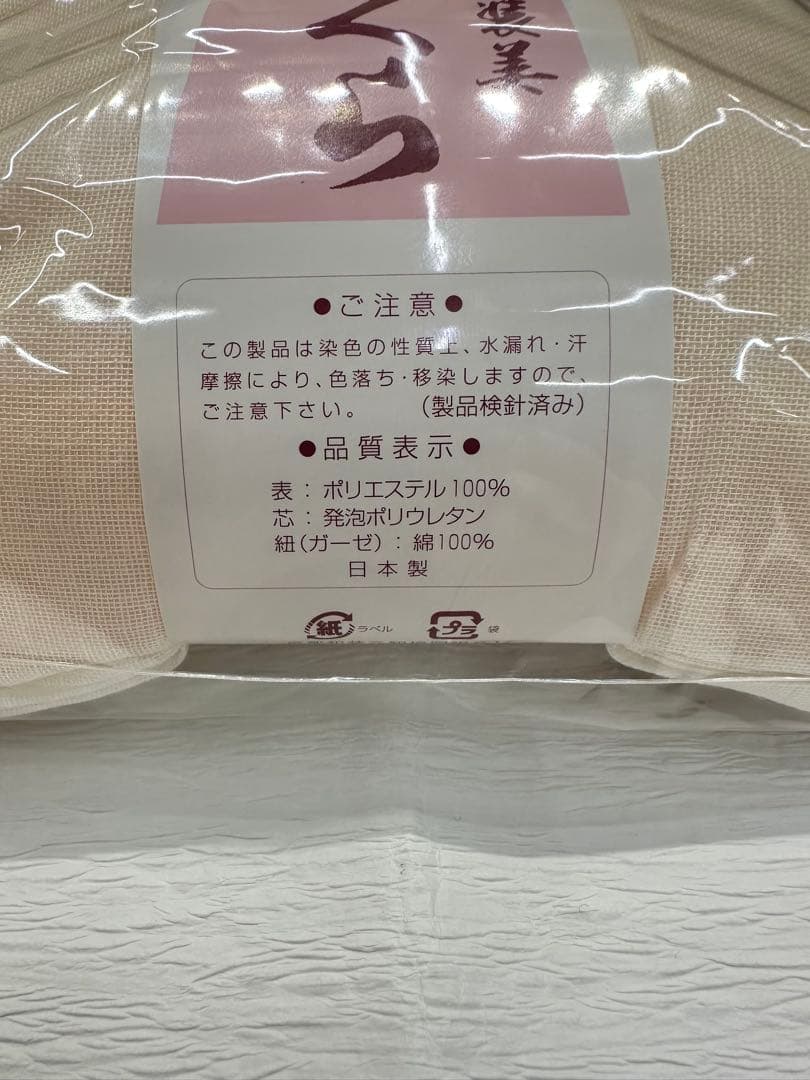 装美
くら
●ご注意●
この製品は染色の性質上、水漏れ・汗
摩擦により、色落ち・移染しますので、
ご注意下さい。 (製品検針済み)
●品質表示●
表：ポリエステル100%
芯：発泡ポリウレタン
紐(ガーゼ)：綿100%
日本製
紙 ラベル プラ 袋